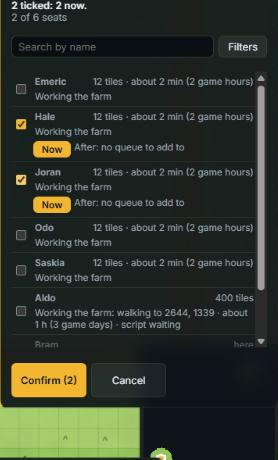 2 ticked: 2 now.
2 of 6 seats
Search by name
Filters
Emeric 12 tiles · about 2 min (2 game hours)
Working the farm
Hale 12 tiles · about 2 min (2 game hours)
Working the farm
Now After: no queue to add to
Joran 12 tiles · about 2 min (2 game hours)
Working the farm
Now After: no queue to add to
Odo 12 tiles · about 2 min (2 game hours)
Working the farm
Saskia 12 tiles · about 2 min (2 game hours)
Working the farm
Aldo 400 tiles
Working the farm: walking to 2644, 1339 · about
1 h (3 game days) · script waiting
Bram here
Confirm (2)
Cancel